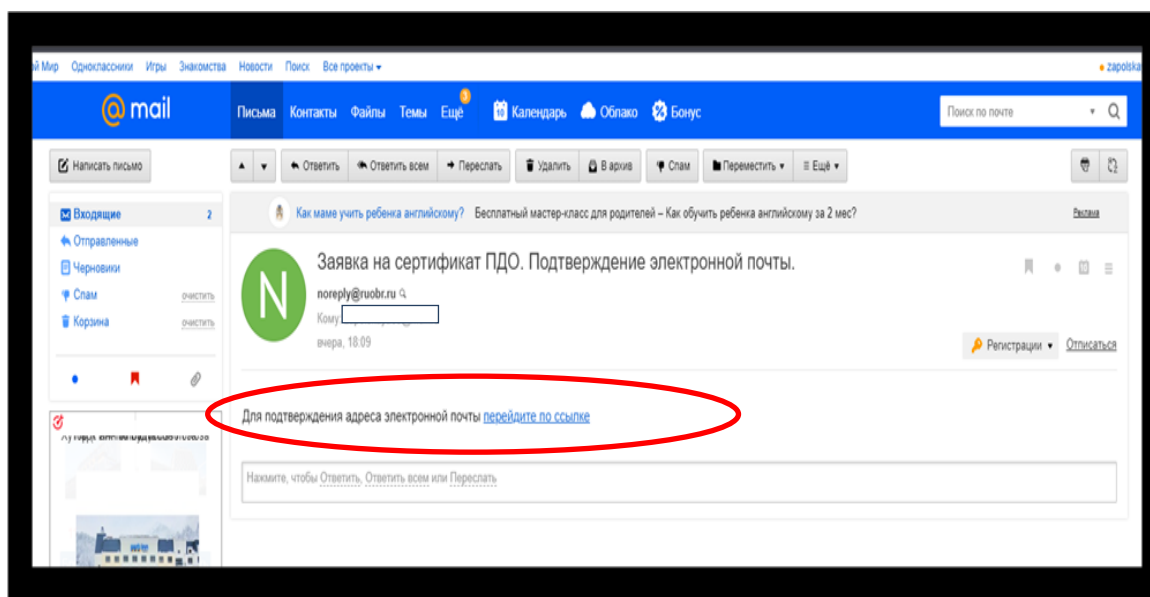 й Мир Одноклассники Игры Знакомства Новости Поиск Все проекты zapolska
@mail Письма Контакты Файлы Темы Ещё 3 10 Календарь Облако Бонус Поиск по почте
Написать письмо Ответить Ответить всем Переслать Удалить В архив Спам Переместить Ещё
Входящие 2
Отправленные
Черновики
Спам очистить
Корзина очистить
Как маме учить ребенка английскому? Бесплатный мастер-класс для родителей – Как обучить ребенка английскому за 2 мес? Реклама
N
Заявка на сертификат ПДО. Подтверждение электронной почты.
noreply@ruobr.ru
Кому:
вчера, 18:09
Регистрации Отписаться
Для подтверждения адреса электронной почты перейдите по ссылке
Нажмите, чтобы Ответить, Ответить всем или Переслать